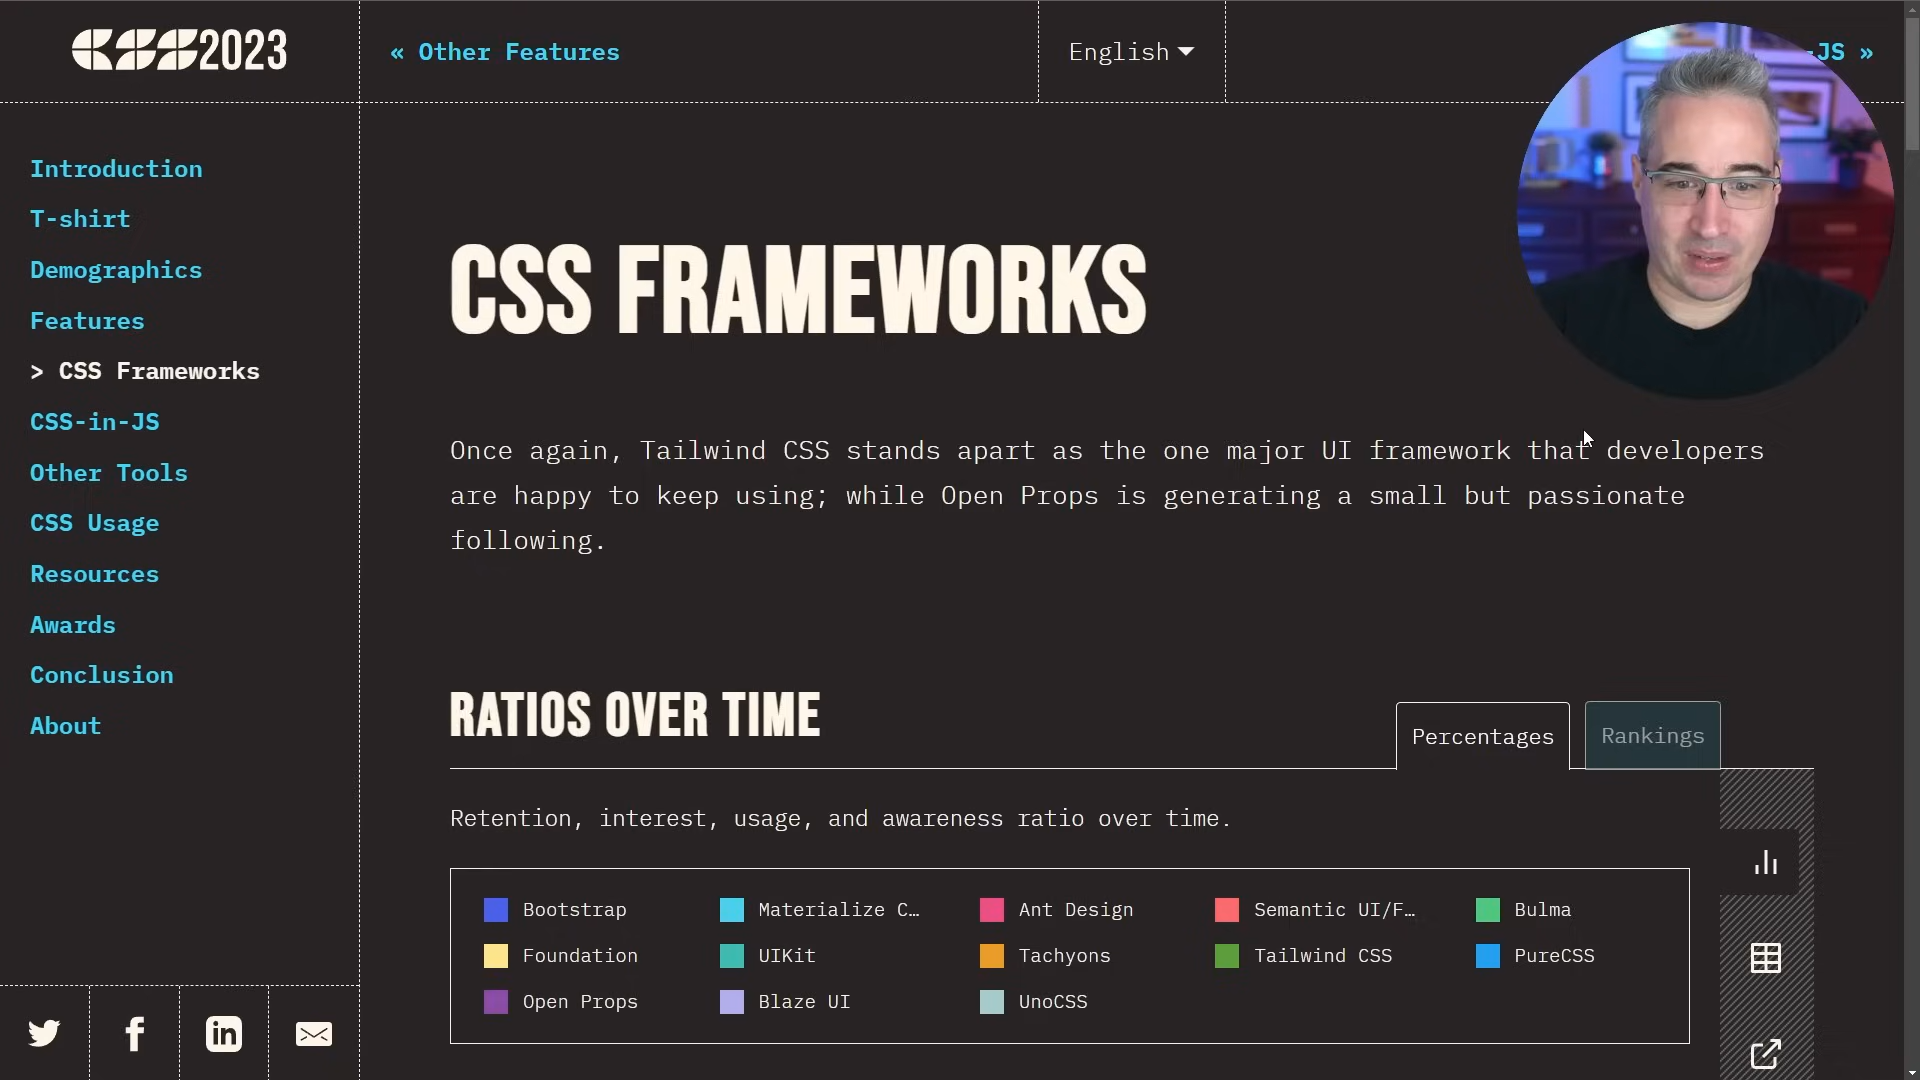 CSS2023
« Other Features
English
-JS »
Introduction
T-shirt
Demographics
Features
> CSS Frameworks
CSS-in-JS
Other Tools
CSS Usage
Resources
Awards
Conclusion
About
CSS FRAMEWORKS
Once again, Tailwind CSS stands apart as the one major UI framework that developers
are happy to keep using; while Open Props is generating a small but passionate
following.
RATIOS OVER TIME
Percentages
Rankings
Retention, interest, usage, and awareness ratio over time.
Bootstrap
Materialize C…
Ant Design
Semantic UI/F…
Bulma
Foundation
UIKit
Tachyons
Tailwind CSS
PureCSS
Open Props
Blaze UI
UnoCSS